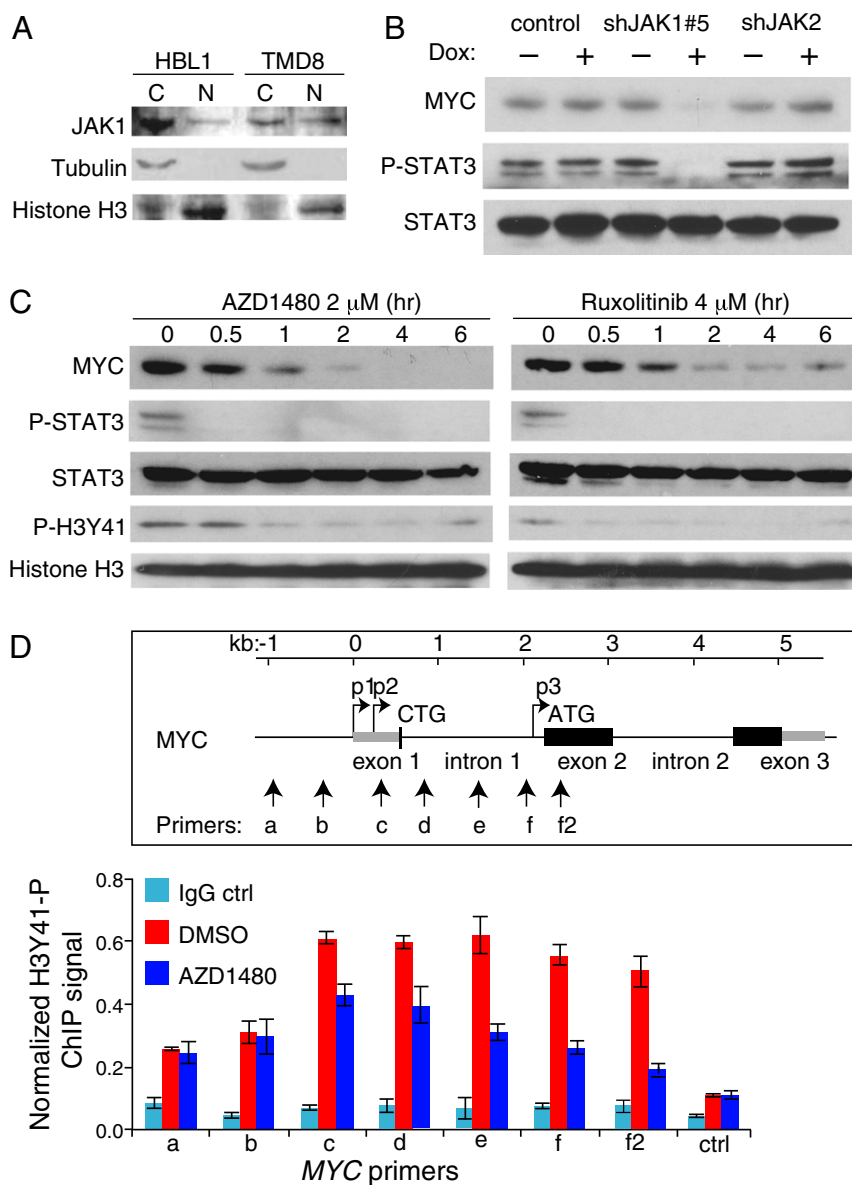 A
HBL1 TMD8
C N C N
JAK1
Tubulin
Histone H3
B
control shJAK1#5 shJAK2
Dox: − + − + − +
MYC
P-STAT3
STAT3
C
AZD1480 2 μM (hr)
0 0.5 1 2 4 6
Ruxolitinib 4 μM (hr)
0 0.5 1 2 4 6
MYC
P-STAT3
STAT3
P-H3Y41
Histone H3
D
kb:-1 0 1 2 3 4 5
p1 p2 p3
CTG ATG
MYC
exon 1 intron 1 exon 2 intron 2 exon 3
Primers: a b c d e f f2
Normalized H3Y41-P
ChIP signal
0.8
0.6
0.4
0.2
0.0
IgG ctrl
DMSO
AZD1480
a b c d e f f2 ctrl
MYC primers